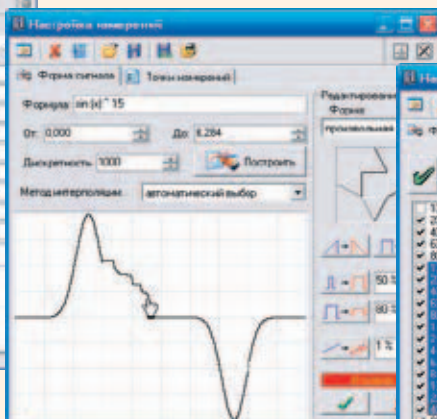 Настройка измерений
Форма сигнала
Точки измерений
Формула sin (x)^15
От: 0,000
До: 6,284
Дискретность 1000
Построить
Метод интерполяции автоматический выбор
Редактирование
Форма
произвольная
50 %
80 %
1 %
На